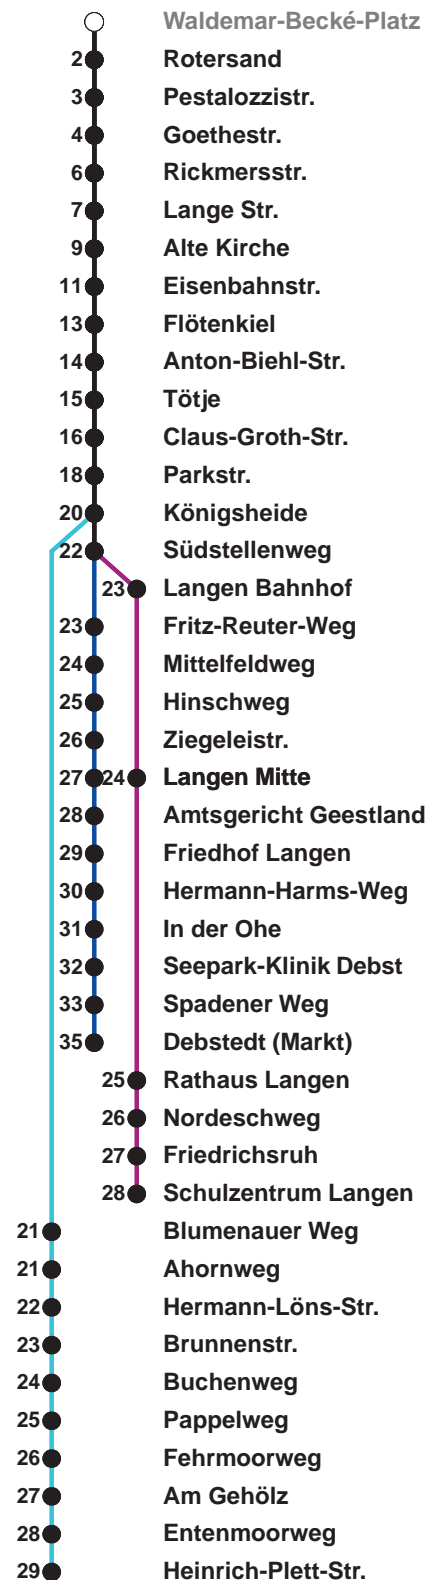 Waldemar-Becké-Platz
2 Rotersand
3 Pestalozzistr.
4 Goethestr.
6 Rickmersstr.
7 Lange Str.
9 Alte Kirche
11 Eisenbahnstr.
13 Flötenkiel
14 Anton-Biehl-Str.
15 Tötje
16 Claus-Groth-Str.
18 Parkstr.
20 Königsheide
22 Südstellenweg
23 Langen Bahnhof
23 Fritz-Reuter-Weg
24 Mittelfeldweg
25 Hinschweg
26 Ziegeleistr.
27 24 Langen Mitte
28 Amtsgericht Geestland
29 Friedhof Langen
30 Hermann-Harms-Weg
31 In der Ohe
32 Seepark-Klinik Debst
33 Spadener Weg
35 Debstedt (Markt)
25 Rathaus Langen
26 Nordeschweg
27 Friedrichsruh
28 Schulzentrum Langen
21 Blumenauer Weg
21 Ahornweg
22 Hermann-Löns-Str.
23 Brunnenstr.
24 Buchenweg
25 Pappelweg
26 Fehrmoorweg
27 Am Gehölz
28 Entenmoorweg
29 Heinrich-Plett-Str.